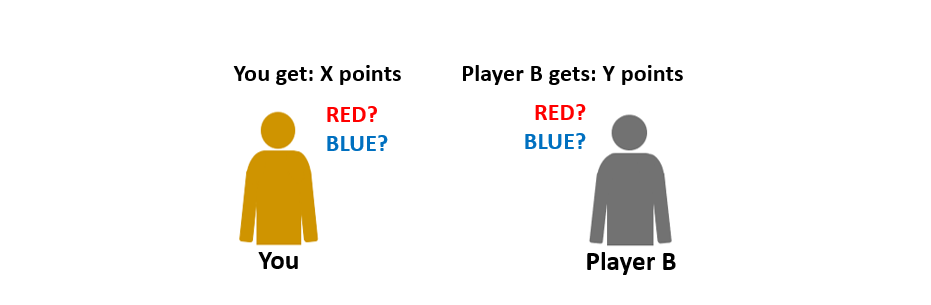 You get: X points
Player B gets: Y points
RED?
BLUE?
RED?
BLUE?
You
Player B